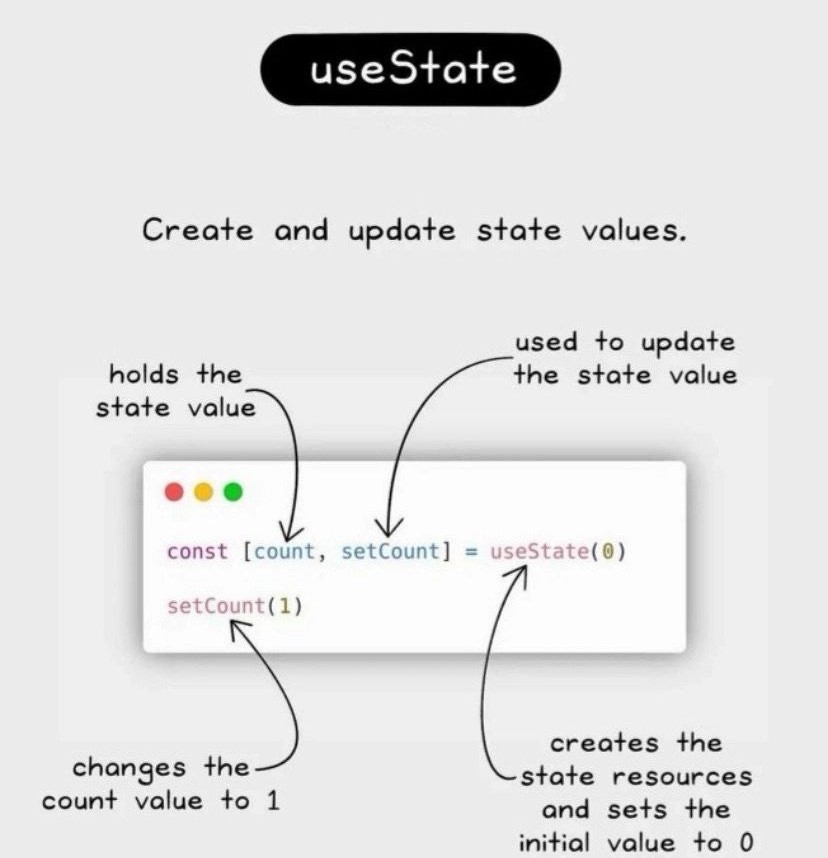 useState
Create and update state values.
used to update
the state value
holds the
state value
const [count, setCount] = useState(0)
setCount(1)
changes the
count value to 1
creates the
state resources
and sets the
initial value to 0